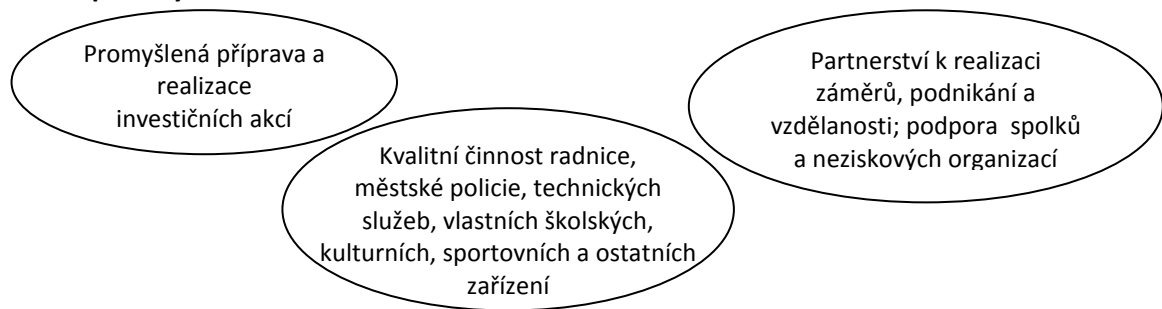 Promyšlená příprava a
realizace
investičních akcí
Kvalitní činnost radnice,
městské policie, technických
služeb, vlastních školských,
kulturních, sportovních a ostatních
zařízení
Partnerství k realizaci
záměrů, podnikání a
vzdělanosti; podpora spolků
a neziskových organizací